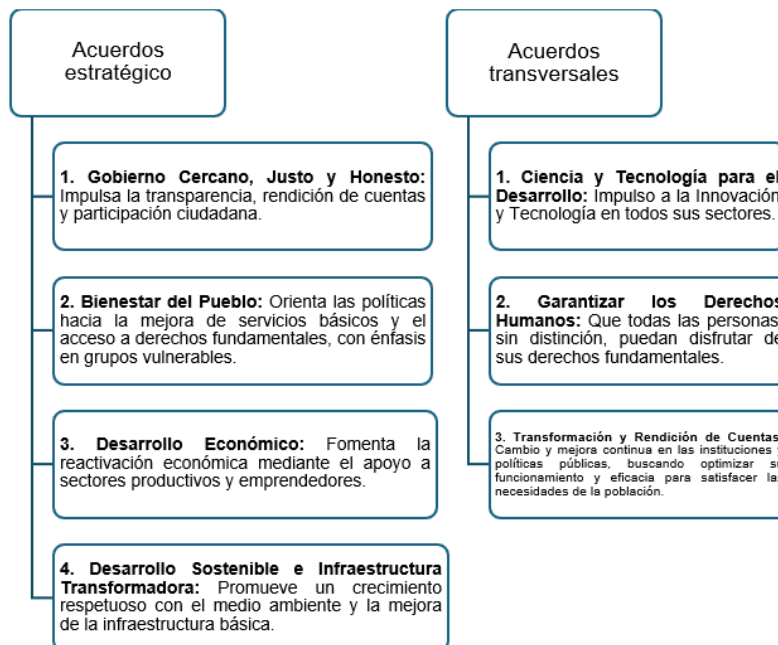 Acuerdos
estratégico
1. Gobierno Cercano, Justo y Honesto:
Impulsa la transparencia, rendición de cuentas
y participación ciudadana.
2. Bienestar del Pueblo: Orienta las políticas
hacia la mejora de servicios básicos y el
acceso a derechos fundamentales, con énfasis
en grupos vulnerables.
3. Desarrollo Económico: Fomenta la
reactivación económica mediante el apoyo a
sectores productivos y emprendedores.
4. Desarrollo Sostenible e Infraestructura
Transformadora: Promueve un crecimiento
respetuoso con el medio ambiente y la mejora
de la infraestructura básica.
Acuerdos
transversales
1. Ciencia y Tecnología para el
Desarrollo: Impulso a la Innovación
y Tecnología en todos sus sectores.
2. Garantizar los Derechos
Humanos: Que todas las personas,
sin distinción, puedan disfrutar de
sus derechos fundamentales.
3. Transformación y Rendición de Cuentas:
Cambio y mejora continua en las instituciones y
políticas públicas, buscando optimizar su
funcionamiento y eficacia para satisfacer las
necesidades de la población.